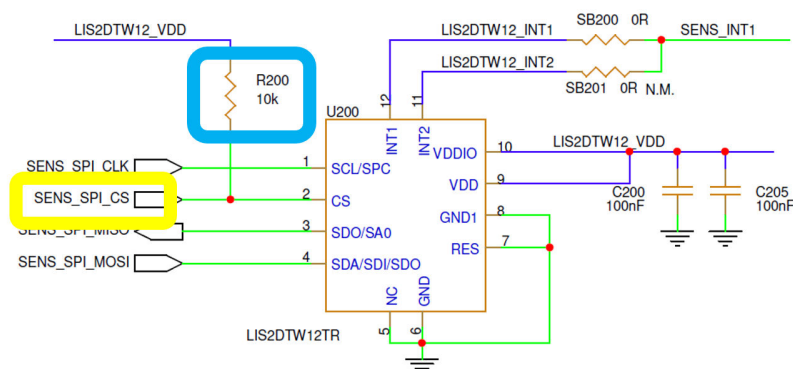 LIS2DTW12_VDD
R200
10k
LIS2DTW12_INT1
SB200 0R
SENS_INT1
LIS2DTW12_INT2
SB201 0R
N.M.
U200
12
11
INT1
INT2
VDDIO
10
LIS2DTW12_VDD
VDD
9
GND1
8
RES
7
C200
100nF
C205
100nF
SENS_SPI_CLK
1
SCL/SPC
SENS_SPI_CS
2
CS
SENS_SPI_MISO
3
SDO/SA0
SENS_SPI_MOSI
4
SDA/SDI/SDO
NC
GND
5
6
LIS2DTW12TR